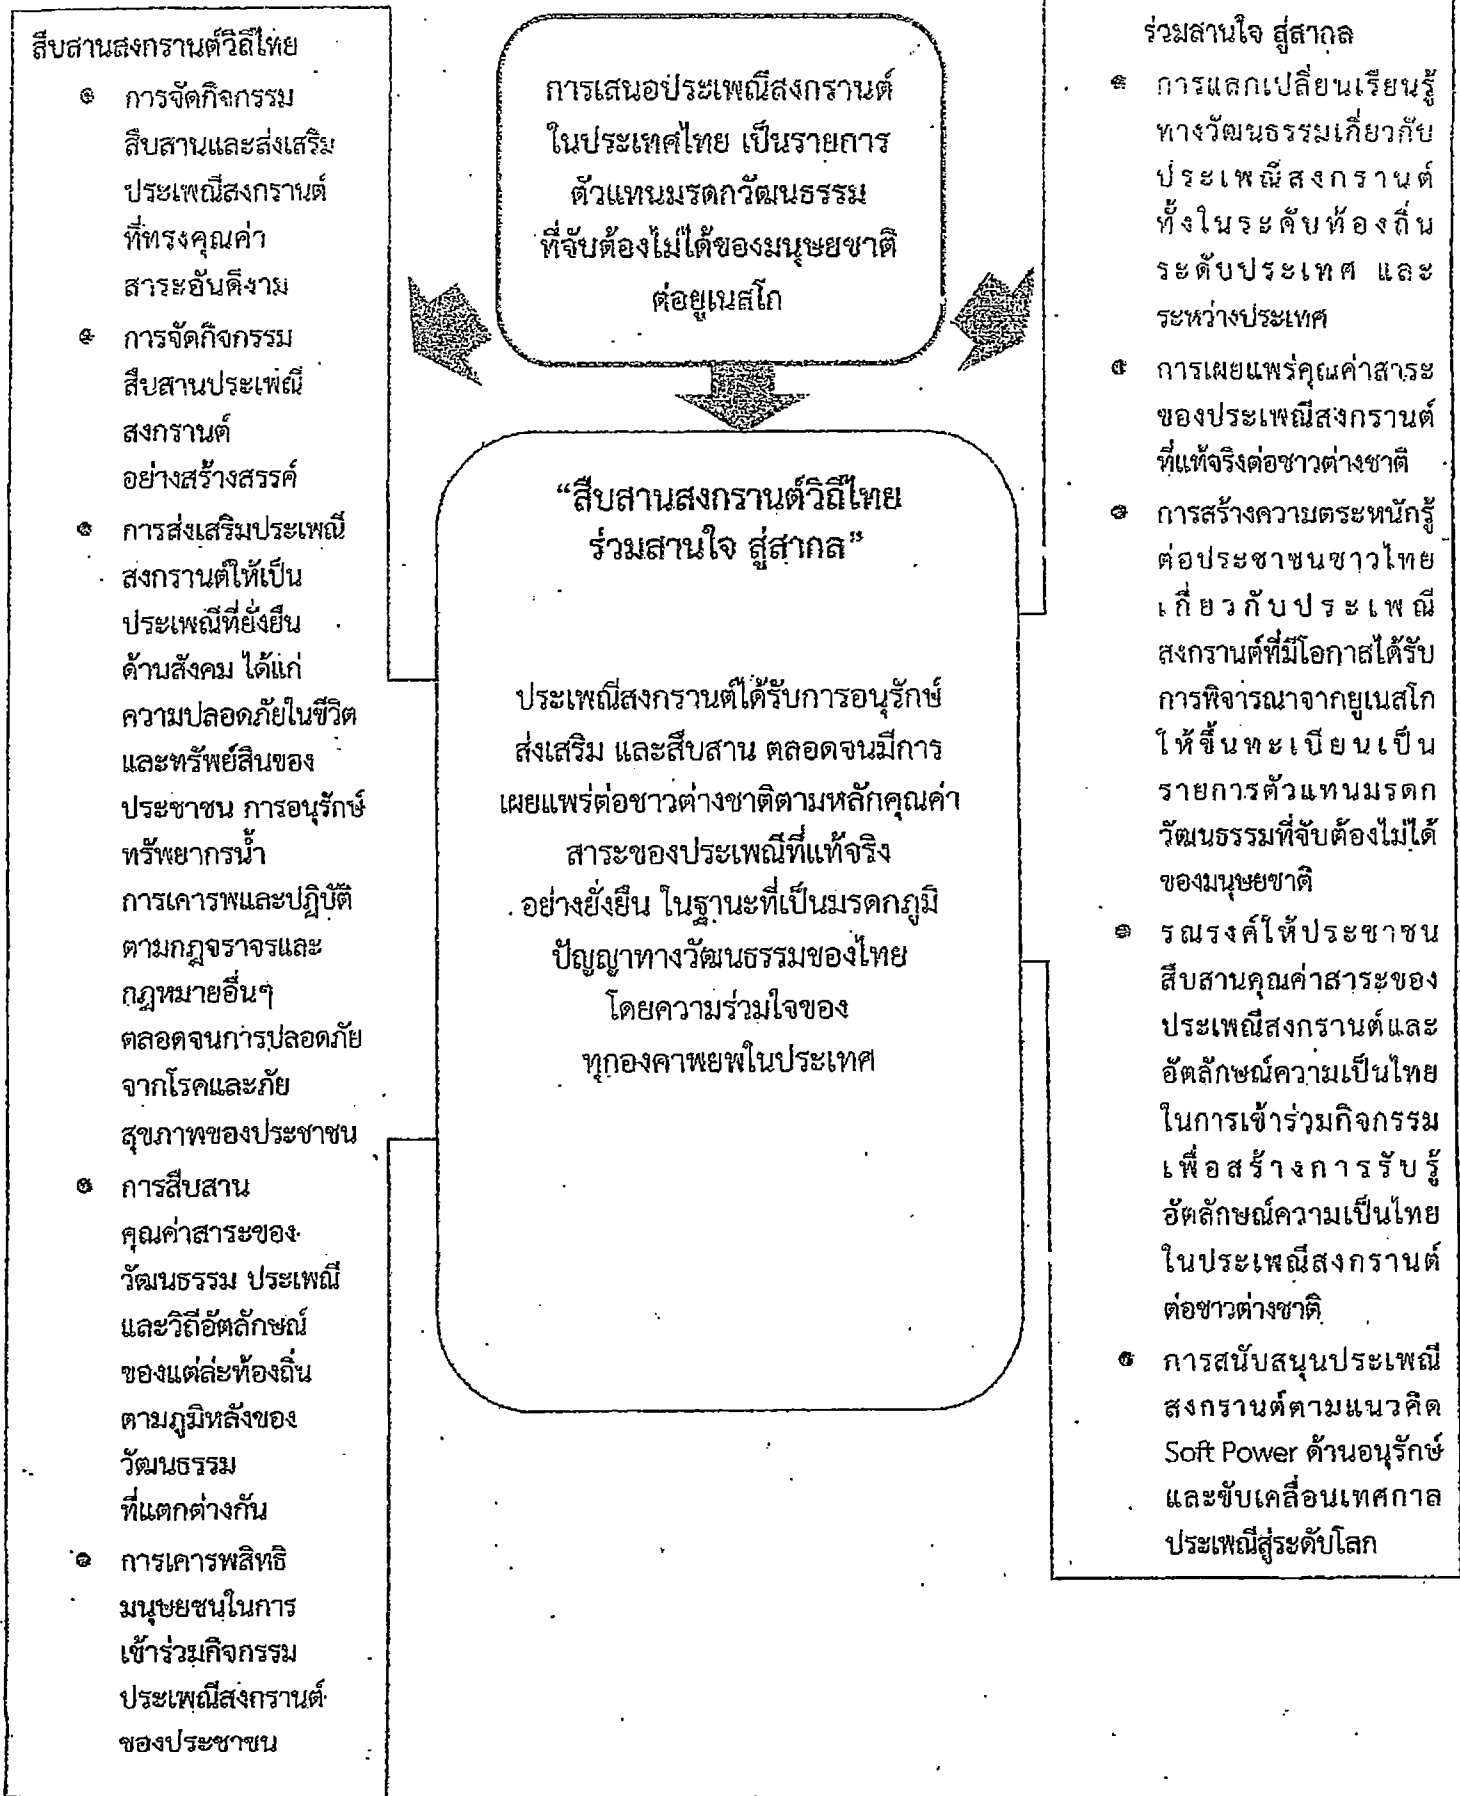 สืบสานสงกรานต์วิถีไทย
การจัดกิจกรรม
สืบสานและส่งเสริม
ประเพณีสงกรานต์
ที่ทรงคุณค่า
สาระอันดีงาม
การจัดกิจกรรม
สืบสานประเพณี
สงกรานต์
อย่างสร้างสรรค์
การส่งเสริมประเพณี
สงกรานต์ให้เป็น
ประเพณีที่ยั่งยืน
ด้านสังคม ได้แก่
ความปลอดภัยในชีวิต
และทรัพย์สินของ
ประชาชน การอนุรักษ์
ทรัพยากรน้ำ
การเคารพและปฏิบัติ
ตามกฎจราจรและ
กฎหมายอื่นๆ
ตลอดจนการปลอดภัย
จากโรคและภัย
สุขภาพของประชาชน
การสืบสาน
คุณค่าสาระของ
วัฒนธรรม ประเพณี
และวิถีอัตลักษณ์
ของแต่ละท้องถิ่น
ตามภูมิหลังของ
วัฒนธรรม
ที่แตกต่างกัน
การเคารพสิทธิ
มนุษยชนในการ
เข้าร่วมกิจกรรม
ประเพณีสงกรานต์
ของประชาชน
การเสนอประเพณีสงกรานต์
ในประเทศไทย เป็นรายการ
ตัวแทนมรดกวัฒนธรรม
ที่จับต้องไม่ได้ของมนุษยชาติ
ต่อยูเนสโก
“สืบสานสงกรานต์วิถีไทย
ร่วมสานใจ สู่สากล”
ประเพณีสงกรานต์ได้รับการอนุรักษ์
ส่งเสริม และสืบสาน ตลอดจนมีการ
เผยแพร่ต่อชาวต่างชาติตามหลักคุณค่า
สาระของประเพณีที่แท้จริง
อย่างยั่งยืน ในฐานะที่เป็นมรดกภูมิ
ปัญญาทางวัฒนธรรมของไทย
โดยความร่วมใจของ
ทุกองคาพยพในประเทศ
ร่วมสานใจ สู่สากล
การแลกเปลี่ยนเรียนรู้
ทางวัฒนธรรมเกี่ยวกับ
ประเพณีสงกรานต์
ทั้งในระดับท้องถิ่น
ระดับประเทศ และ
ระหว่างประเทศ
การเผยแพร่คุณค่าสาระ
ของประเพณีสงกรานต์
ที่แท้จริงต่อชาวต่างชาติ
การสร้างความตระหนักรู้
ต่อประชาชนชาวไทย
เกี่ยวกับประเพณี
สงกรานต์ที่มีโอกาสได้รับ
การพิจารณาจากยูเนสโก
ให้ขึ้นทะเบียนเป็น
รายการตัวแทนมรดก
วัฒนธรรมที่จับต้องไม่ได้
ของมนุษยชาติ
รณรงค์ให้ประชาชน
สืบสานคุณค่าสาระของ
ประเพณีสงกรานต์และ
อัตลักษณ์ความเป็นไทย
ในการเข้าร่วมกิจกรรม
เพื่อสร้างการรับรู้
อัตลักษณ์ความเป็นไทย
ในประเพณีสงกรานต์
ต่อชาวต่างชาติ
การสนับสนุนประเพณี
สงกรานต์ตามแนวคิด
Soft Power ด้านอนุรักษ์
และขับเคลื่อนเทศกาล
ประเพณีสู่ระดับโลก